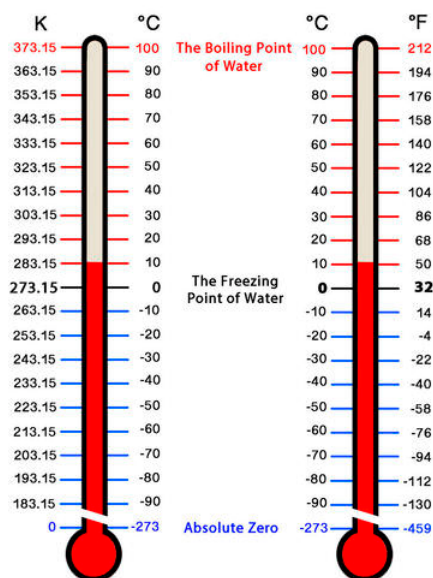 K °C °C °F
373.15 100 The Boiling Point 100 212
of Water
363.15 90 90 194
353.15 80 80 176
343.15 70 70 158
333.15 60 60 140
323.15 50 50 122
313.15 40 40 104
303.15 30 30 86
293.15 20 20 68
283.15 10 10 50
The Freezing
273.15 0 Point of Water 0 32
263.15 -10 -10 14
253.15 -20 -20 -4
243.15 -30 -30 -22
233.15 -40 -40 -40
223.15 -50 -50 -58
213.15 -60 -60 -76
203.15 -70 -70 -94
193.15 -80 -80 -112
183.15 -90 -90 -130
0 -273 Absolute Zero -273 -459